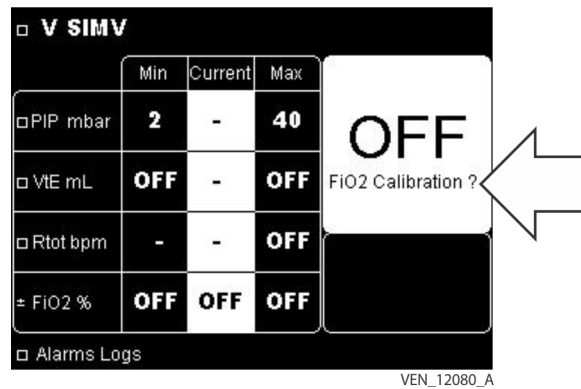 V SIMV
Min Current Max
PIP mbar 2 - 40
OFF
FiO2 Calibration ?
VtE mL OFF - OFF
Rtot bpm - - OFF
± FiO2 % OFF OFF OFF
Alarms Logs
VEN_12080_A